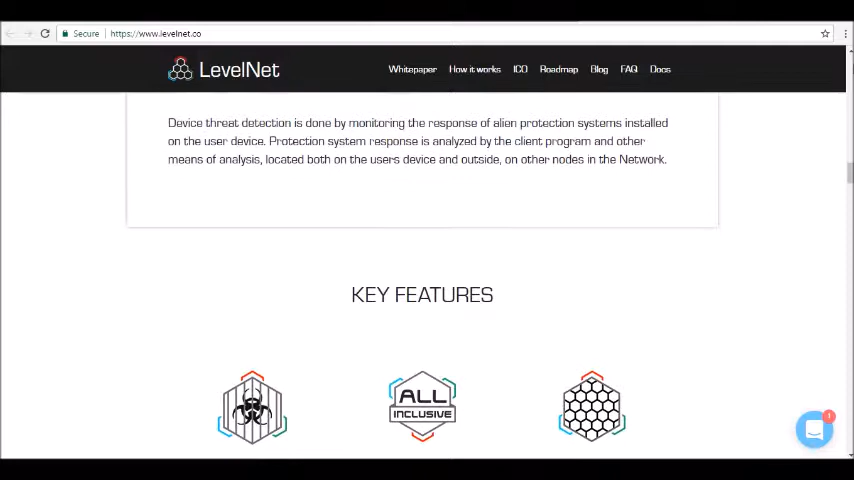 Secure https://www.levelnet.co
LevelNet
Whitepaper How it works ICO Roadmap Blog FAQ Docs
Device threat detection is done by monitoring the response of alien protection systems installed
on the user device. Protection system response is analyzed by the client program and other
means of analysis, located both on the users device and outside, on other nodes in the Network.
KEY FEATURES
ALL
INCLUSIVE
1